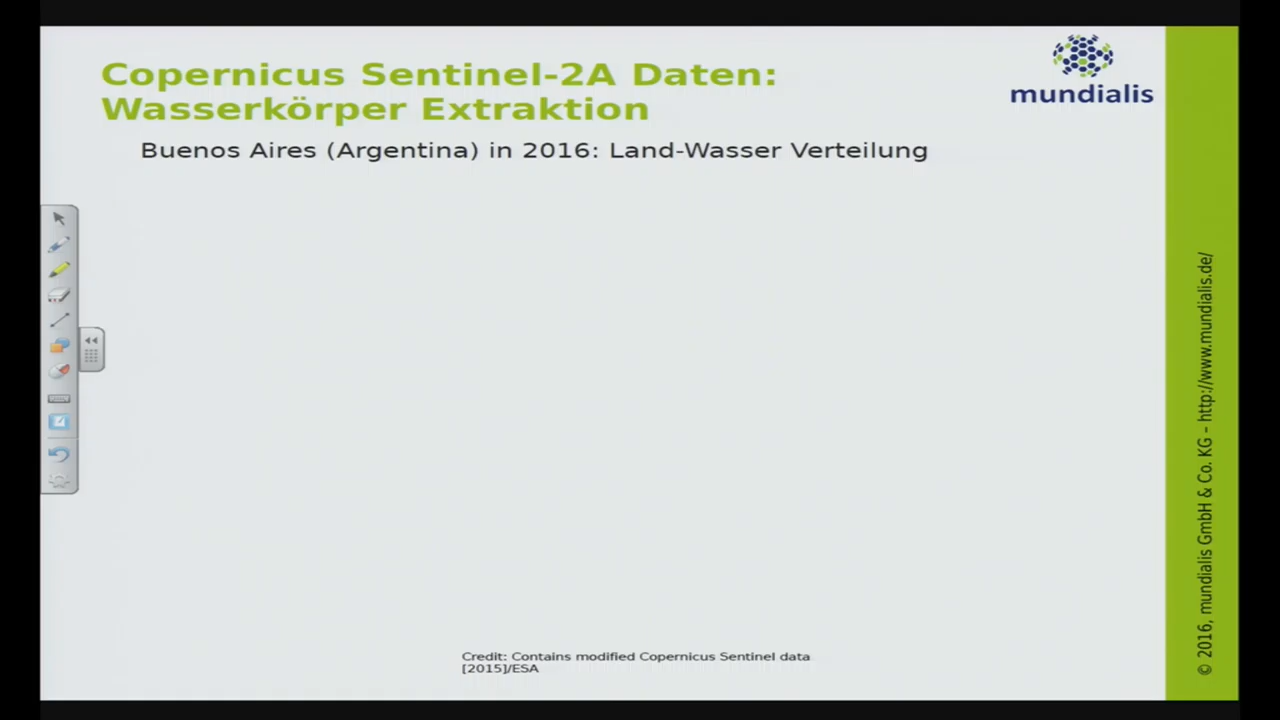 Copernicus Sentinel-2A Daten:
Wasserkörper Extraktion
mundialis
Buenos Aires (Argentina) in 2016: Land-Wasser Verteilung
Credit: Contains modified Copernicus Sentinel data
[2015]/ESA
© 2016, mundialis GmbH & Co. KG – http://www.mundialis.de/